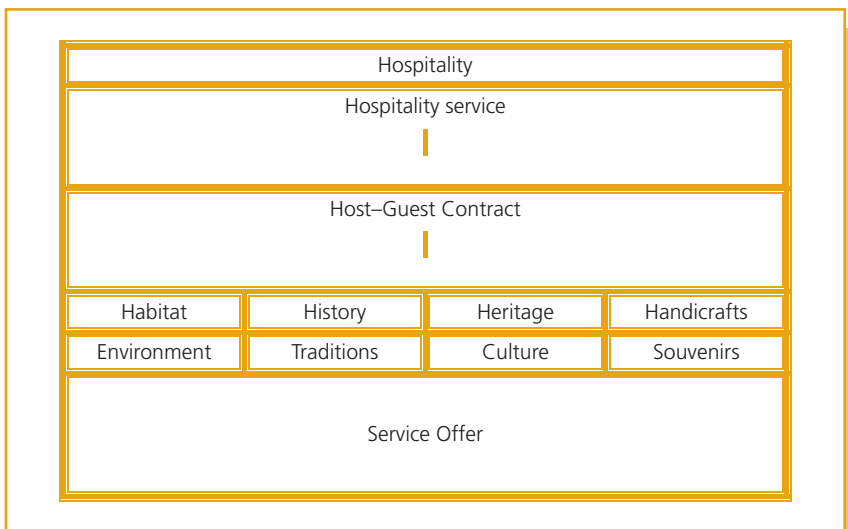 Hospitality
Hospitality service
Host–Guest Contract
Habitat History Heritage Handicrafts
Environment Traditions Culture Souvenirs
Service Offer